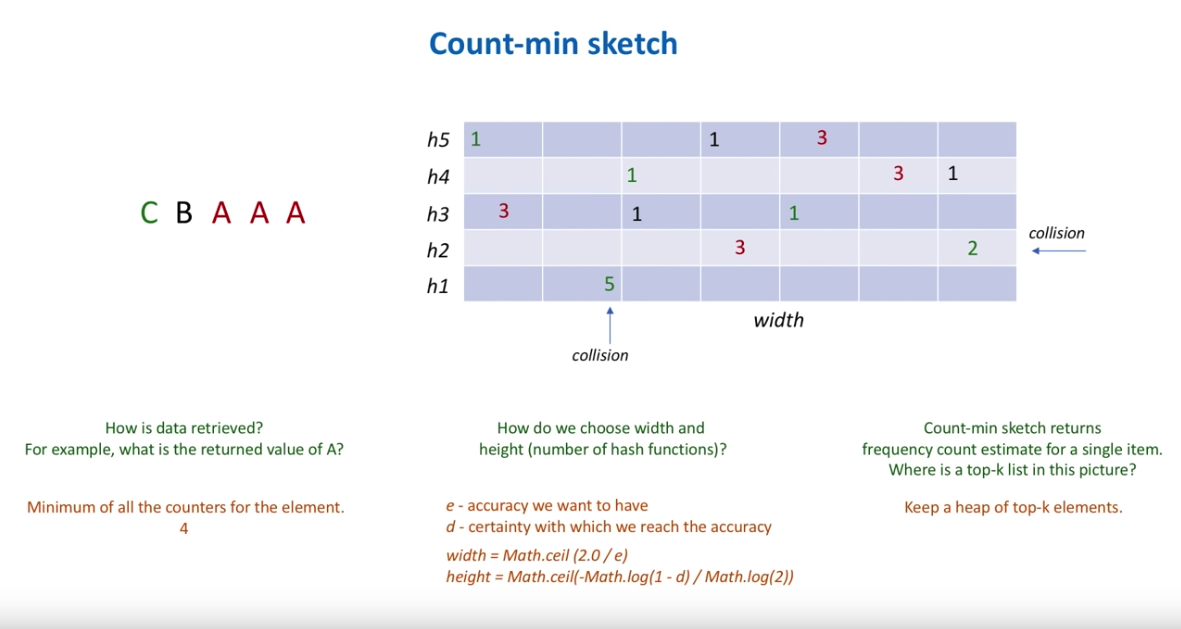 Count-min sketch
h5 1 1 3
h4 1 3 1
C B A A A
h3 3 1 1
h2 3 2
collision
h1 5
width
collision
How is data retrieved?
For example, what is the returned value of A?
Minimum of all the counters for the element.
4
How do we choose width and
height (number of hash functions)?
e - accuracy we want to have
d - certainty with which we reach the accuracy
width = Math.ceil (2.0 / e)
height = Math.ceil(-Math.log(1 - d) / Math.log(2))
Count-min sketch returns
frequency count estimate for a single item.
Where is a top-k list in this picture?
Keep a heap of top-k elements.